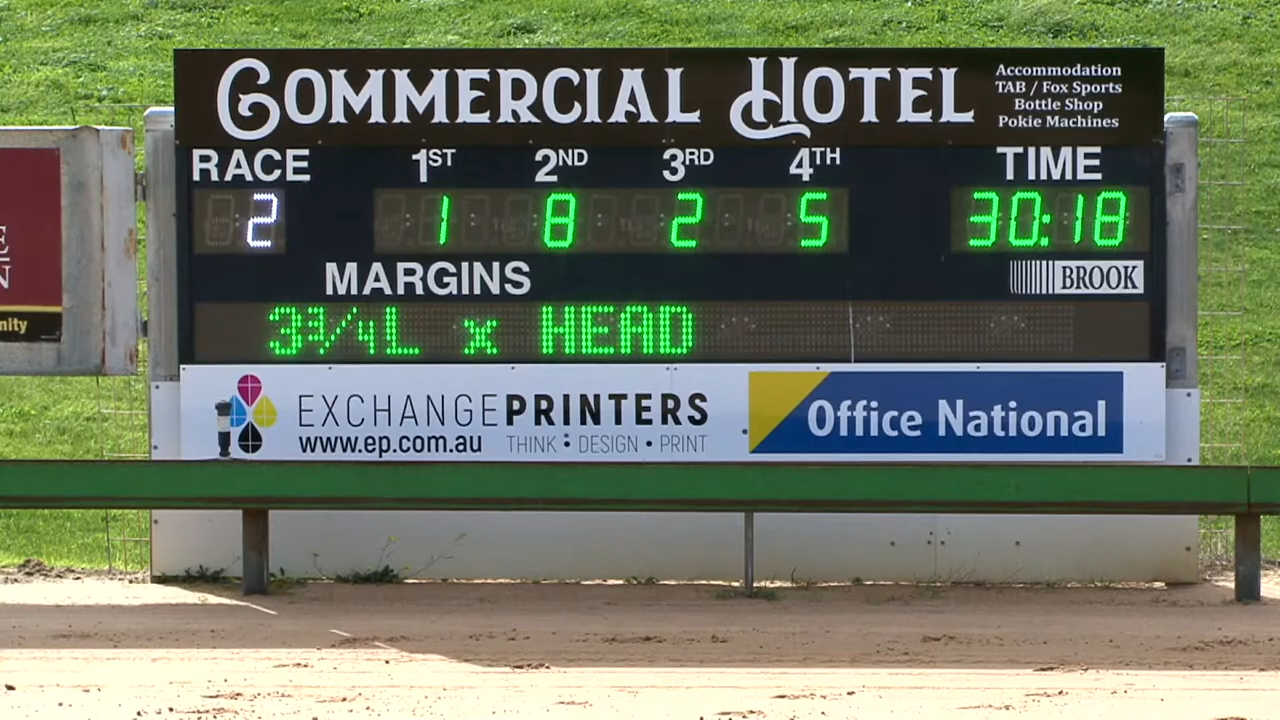 COMMERCIAL HOTEL
Accommodation
TAB / Fox Sports
Bottle Shop
Pokie Machines
RACE 1ST 2ND 3RD 4TH TIME
2 1 8 2 5 30:18
MARGINS
BROOK
3¾L x HEAD
EXCHANGEPRINTERS
www.ep.com.au THINK : DESIGN • PRINT
Office National
E
N
nity